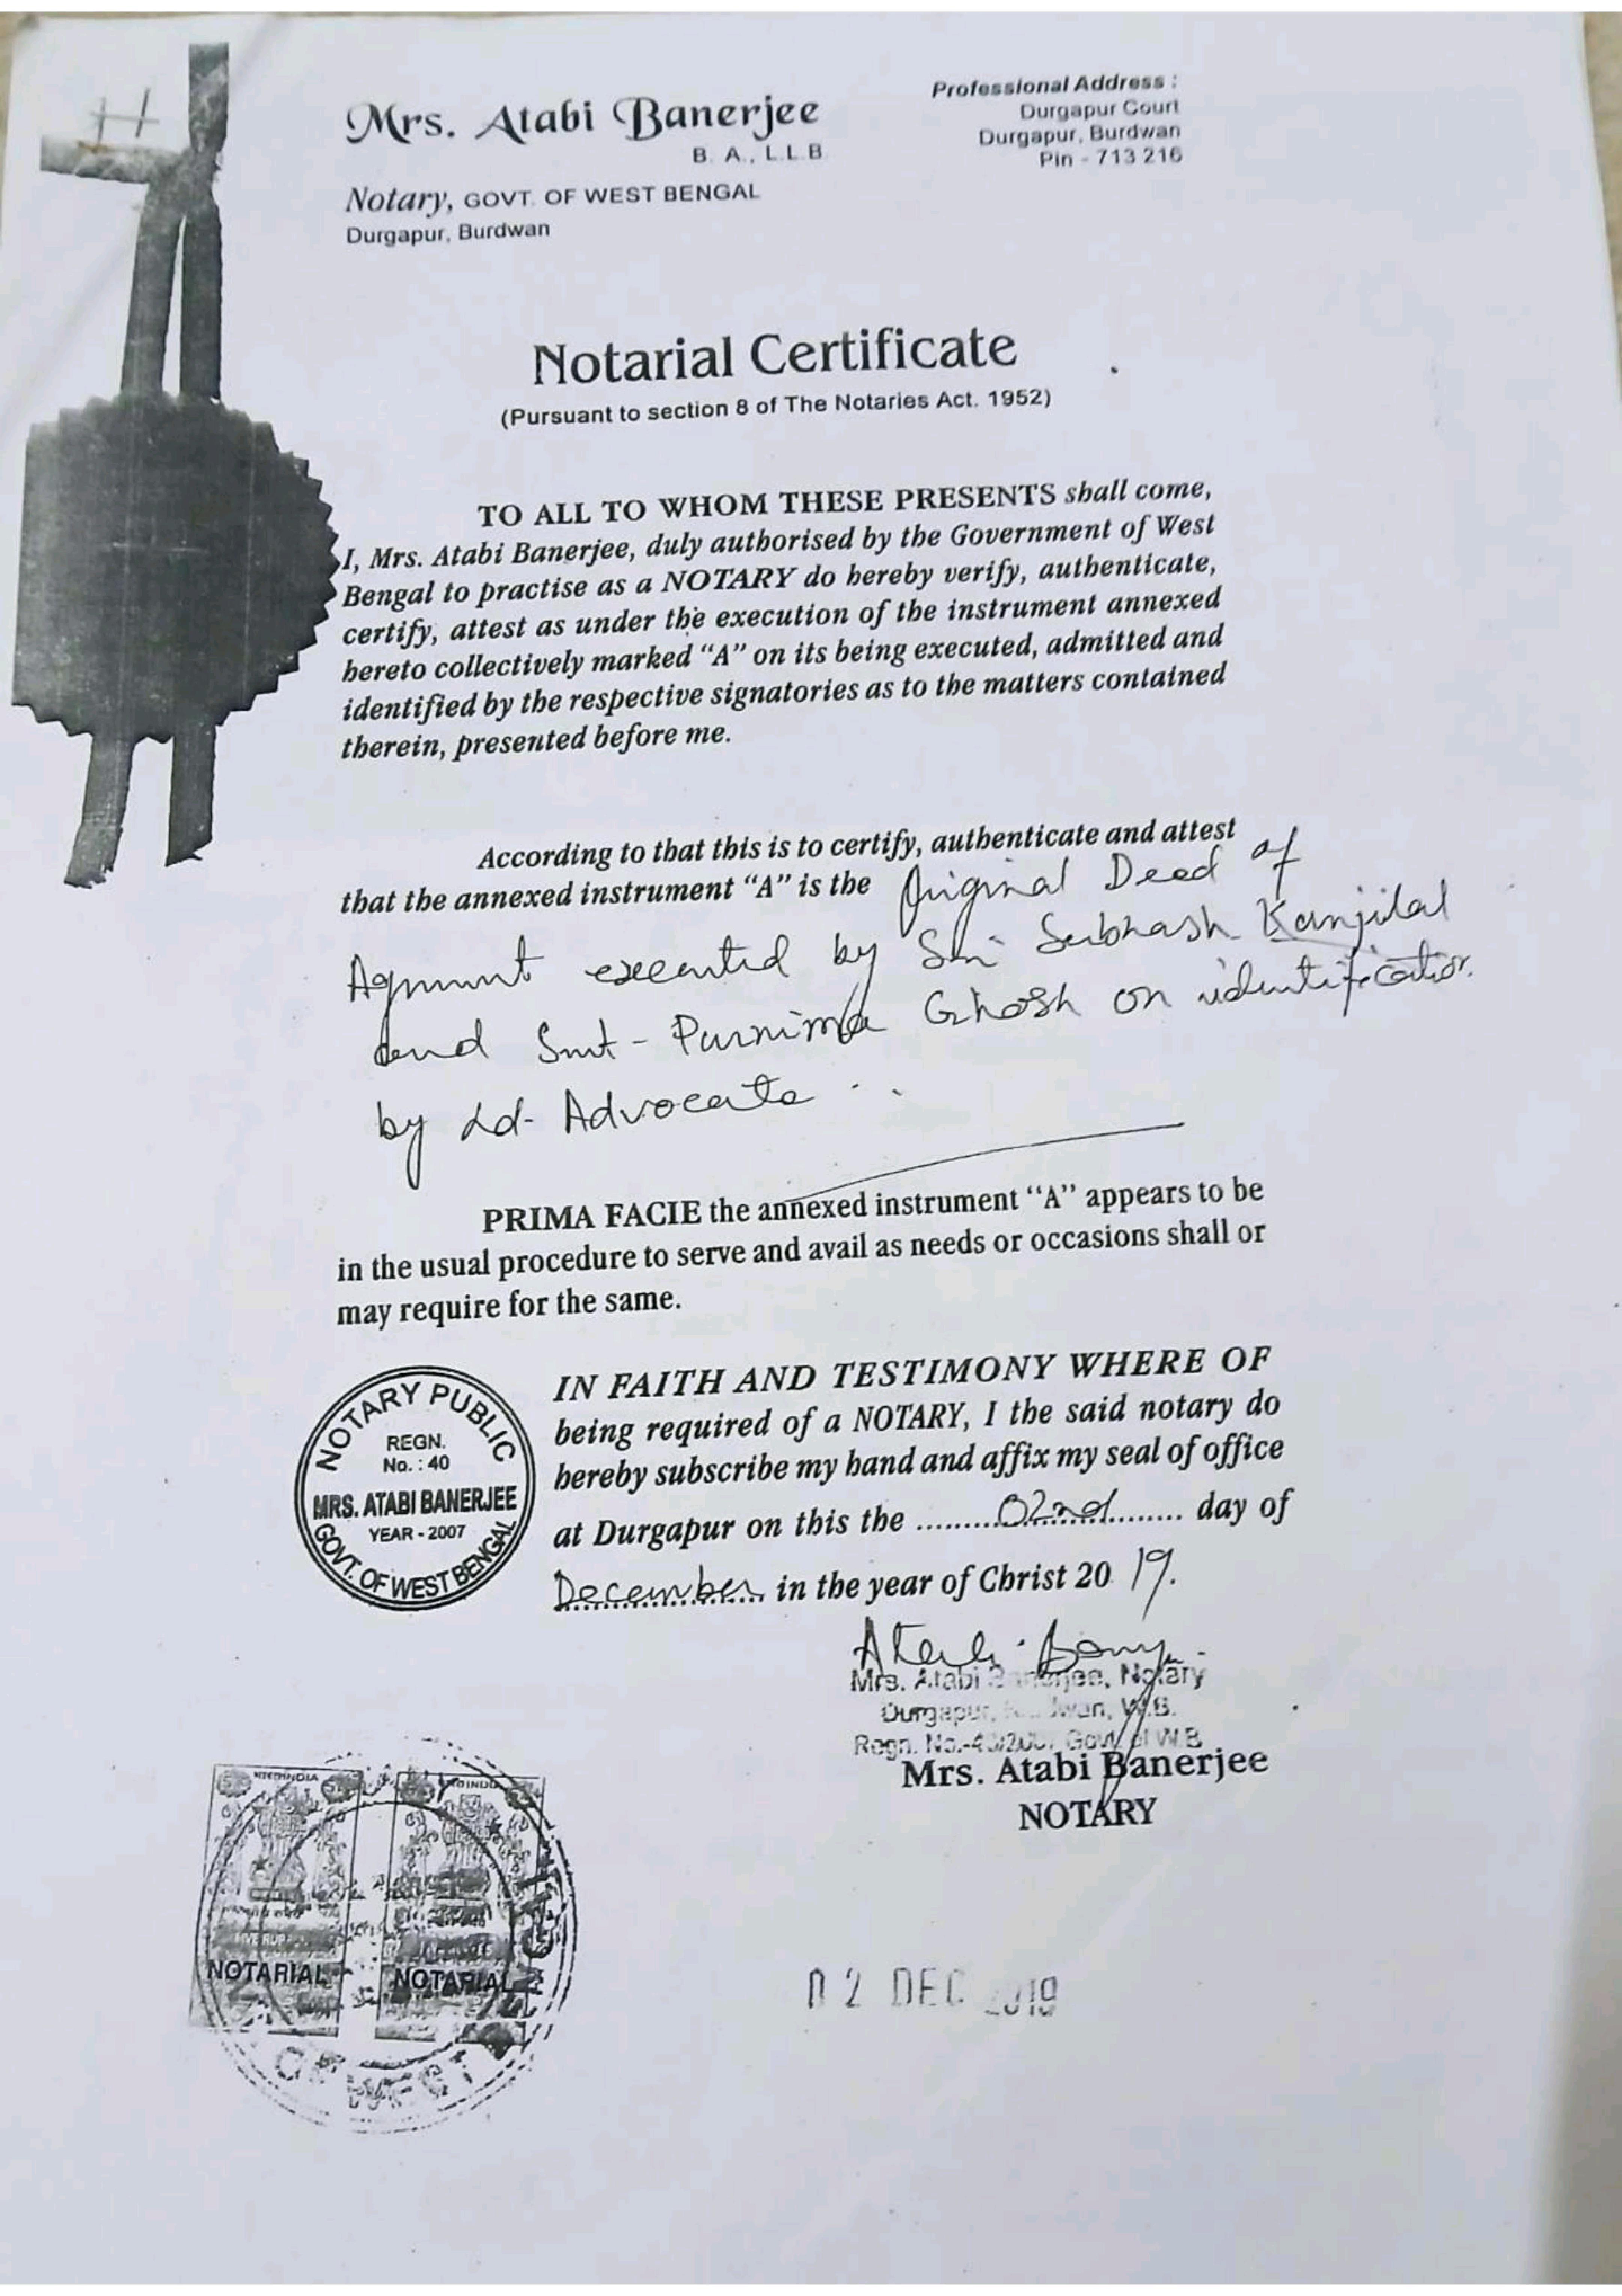 Mrs. Atabi Banerjee
B. A., L.L.B.
Notary, GOVT. OF WEST BENGAL
Durgapur, Burdwan
Professional Address :
Durgapur Court
Durgapur, Burdwan
Pin - 713 216
Notarial Certificate
(Pursuant to section 8 of The Notaries Act. 1952)
TO ALL TO WHOM THESE PRESENTS shall come,
I, Mrs. Atabi Banerjee, duly authorised by the Government of West
Bengal to practise as a NOTARY do hereby verify, authenticate,
certify, attest as under the execution of the instrument annexed
hereto collectively marked “A” on its being executed, admitted and
identified by the respective signatories as to the matters contained
therein, presented before me.
According to that this is to certify, authenticate and attest
that the annexed instrument “A” is the Original Deed of
Agrmunt executed by Sri Subhash Kanjilal
and Smt- Purnima Ghosh on identification
by Ld- Advocate
PRIMA FACIE the annexed instrument “A” appears to be
in the usual procedure to serve and avail as needs or occasions shall or
may require for the same.
NOTARY PUBLIC
REGN.
No. : 40
MRS. ATABI BANERJEE
YEAR - 2007
GOVT. OF WEST BENGAL
IN FAITH AND TESTIMONY WHERE OF
being required of a NOTARY, I the said notary do
hereby subscribe my hand and affix my seal of office
at Durgapur on this the ......02nd...... day of
December in the year of Christ 20 19.
Mrs. Atabi Banerjee, Notary
Durgapur, W.B.
Regn. No.-40/2007 Govt. of W.B.
Mrs. Atabi Banerjee
NOTARY
NOTARIAL
NOTARIAL
OF WEST
02 DEC 2019